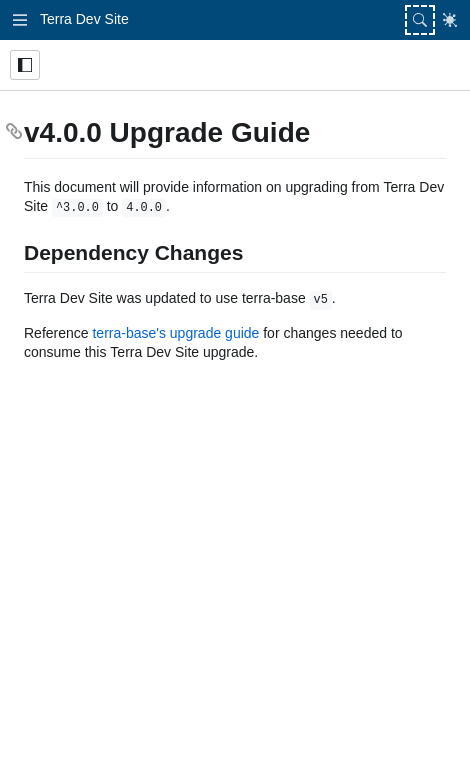 Terra Dev Site
v4.0.0 Upgrade Guide
This document will provide information on upgrading from Terra Dev
Site ^3.0.0 to 4.0.0.
Dependency Changes
Terra Dev Site was updated to use terra-base v5.
Reference terra-base's upgrade guide for changes needed to
consume this Terra Dev Site upgrade.